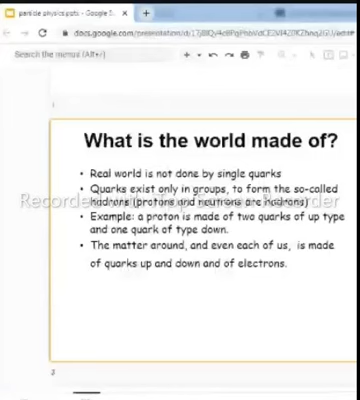 particle physics.pptx - Google S
docs.google.com/presentation/d/
Search the menus (Alt+/)
What is the world made of?
• Real world is not done by single quarks
• Quarks exist only in groups, to form the so-called
hadrons (protons and neutrons are hadrons)
• Example: a proton is made of two quarks of up type
and one quark of type down.
• The matter around, and even each of us, is made
of quarks up and down and of electrons.